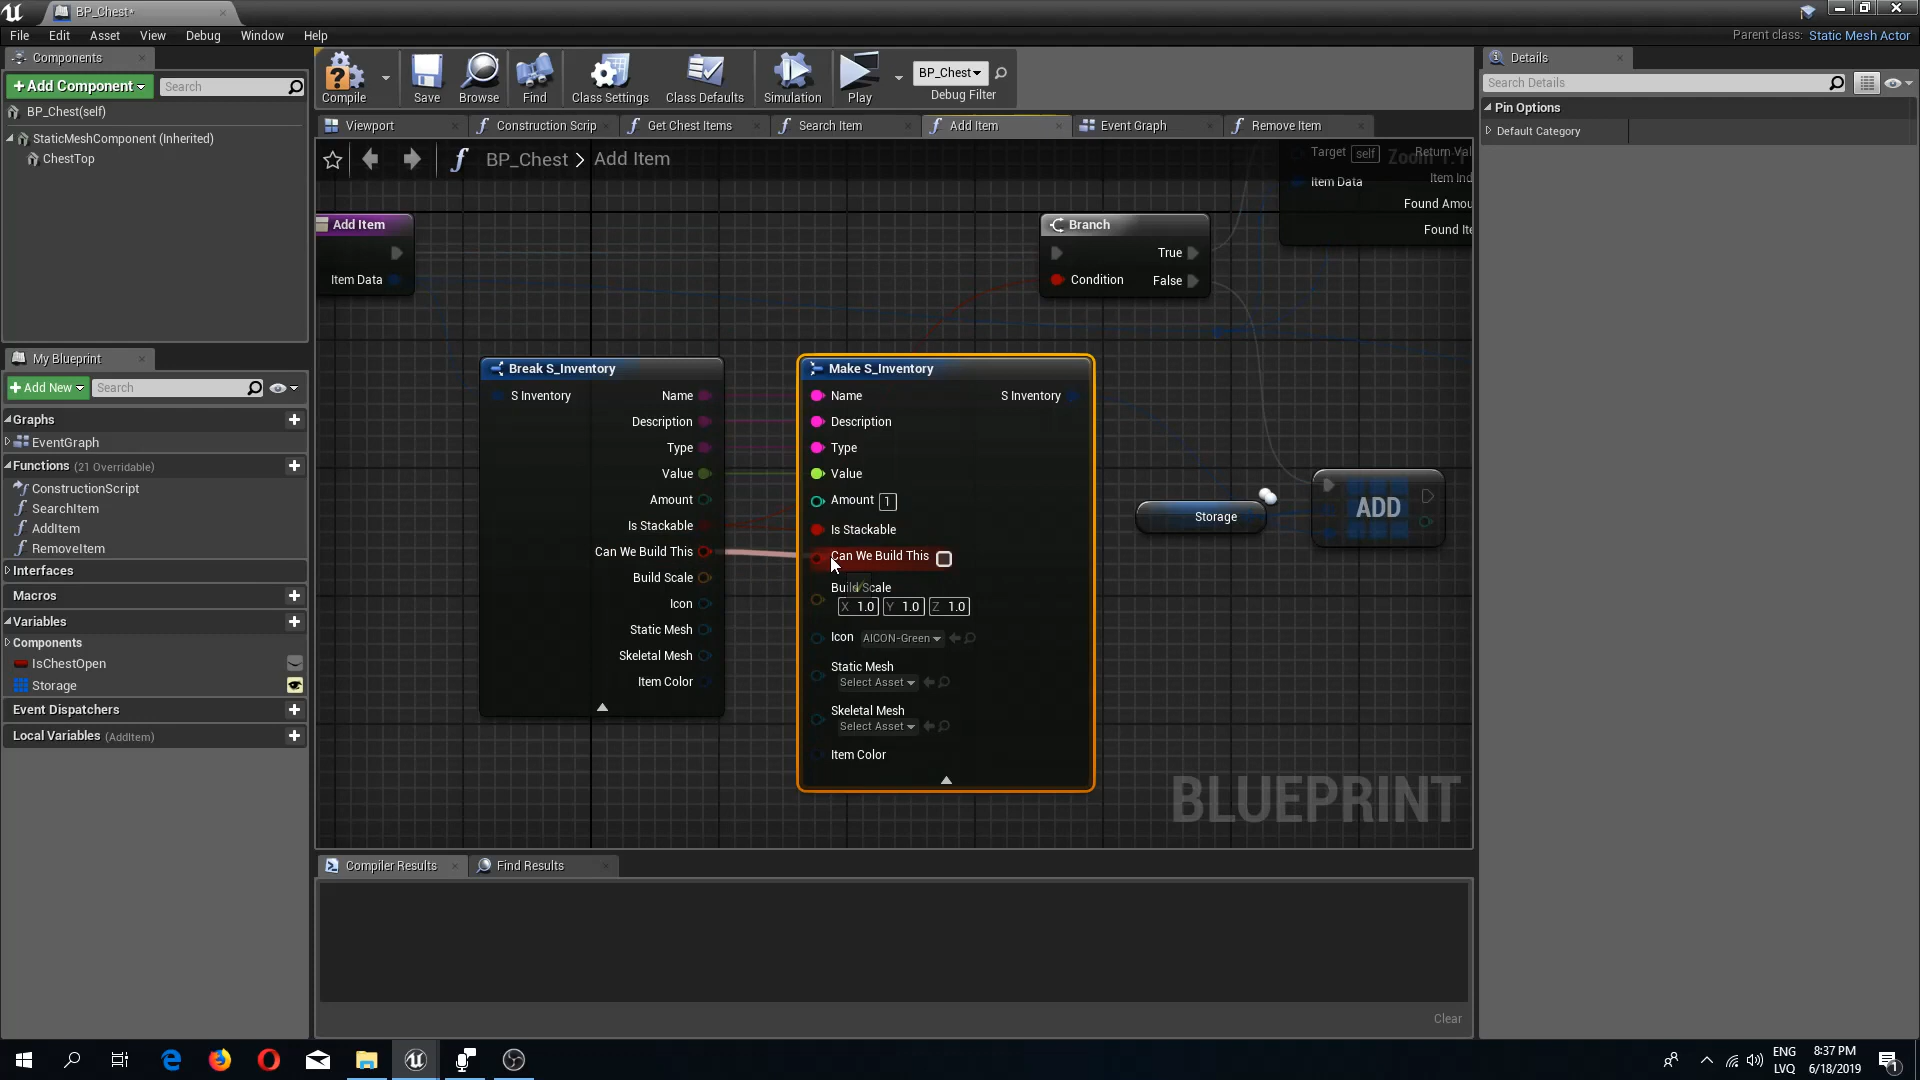 BP_Chest*
File Edit Asset View Debug Window Help
Parent class: Static Mesh Actor
Components
+Add Component
Search
BP_Chest(self)
StaticMeshComponent (Inherited)
ChestTop
My Blueprint
+Add New
Search
Graphs
EventGraph
Functions (21 Overridable)
ConstructionScript
SearchItem
AddItem
RemoveItem
Interfaces
Macros
Variables
Components
IsChestOpen
Storage
Event Dispatchers
Local Variables (AddItem)
Compile
Save
Browse
Find
Class Settings
Class Defaults
Simulation
Play
BP_Chest
Debug Filter
Viewport
Construction Scrip
Get Chest Items
Search Item
Add Item
Event Graph
Remove Item
BP_Chest > Add Item
Add Item
Item Data
Branch
True
Condition
False
Target self
Return Val
Item Data
Item Ind
Found Amou
Found Ite
Break S_Inventory
S Inventory
Name
Description
Type
Value
Amount
Is Stackable
Can We Build This
Build Scale
Icon
Static Mesh
Skeletal Mesh
Item Color
Make S_Inventory
Name
S Inventory
Description
Type
Value
Amount 1
Is Stackable
Can We Build This
Build Scale
X 1.0 Y 1.0 Z 1.0
Icon AICON-Green
Static Mesh
Select Asset
Skeletal Mesh
Select Asset
Item Color
Storage
ADD
BLUEPRINT
Compiler Results
Find Results
Clear
Details
Search Details
Pin Options
Default Category
ENG
LVQ
8:37 PM
6/18/2019
1